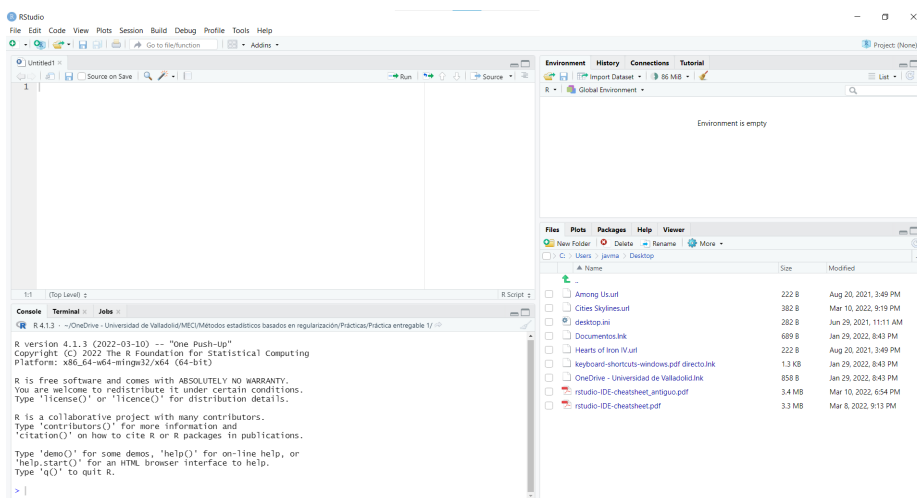 RStudio
File Edit Code View Plots Session Build Debug Profile Tools Help
Go to file/function Addins Project: (None)
Untitled1
Source on Save Run Source
1
1:1 (Top Level) R Script
Console Terminal Jobs
R 4.1.3 · ~/OneDrive - Universidad de Valladolid/MECI/Métodos estadísticos basados en regularización/Prácticas/Práctica entregable 1/
R version 4.1.3 (2022-03-10) -- "One Push-Up"
Copyright (C) 2022 The R Foundation for Statistical Computing
Platform: x86_64-w64-mingw32/x64 (64-bit)
R is free software and comes with ABSOLUTELY NO WARRANTY.
You are welcome to redistribute it under certain conditions.
Type 'license()' or 'licence()' for distribution details.
R is a collaborative project with many contributors.
Type 'contributors()' for more information and
'citation()' on how to cite R or R packages in publications.
Type 'demo()' for some demos, 'help()' for on-line help, or
'help.start()' for an HTML browser interface to help.
Type 'q()' to quit R.
>
Environment History Connections Tutorial
Import Dataset 86 MiB List
R Global Environment
Environment is empty
Files Plots Packages Help Viewer
New Folder Delete Rename More
C: Users javma Desktop
Name Size Modified
..
Among Us.url 222 B Aug 20, 2021, 3:49 PM
Cities Skylines.url 382 B Mar 10, 2022, 9:19 PM
desktop.ini 282 B Jun 29, 2021, 11:11 AM
Documentos.lnk 689 B Jan 29, 2022, 8:43 PM
Hearts of Iron IV.url 222 B Aug 20, 2021, 3:49 PM
keyboard-shortcuts-windows.pdf directo.lnk 1.3 KB Jan 29, 2022, 8:43 PM
OneDrive - Universidad de Valladolid.lnk 858 B Jan 29, 2022, 8:43 PM
rstudio-IDE-cheatsheet_antiguo.pdf 3.4 MB Mar 10, 2022, 6:54 PM
rstudio-IDE-cheatsheet.pdf 3.3 MB Mar 8, 2022, 9:13 PM